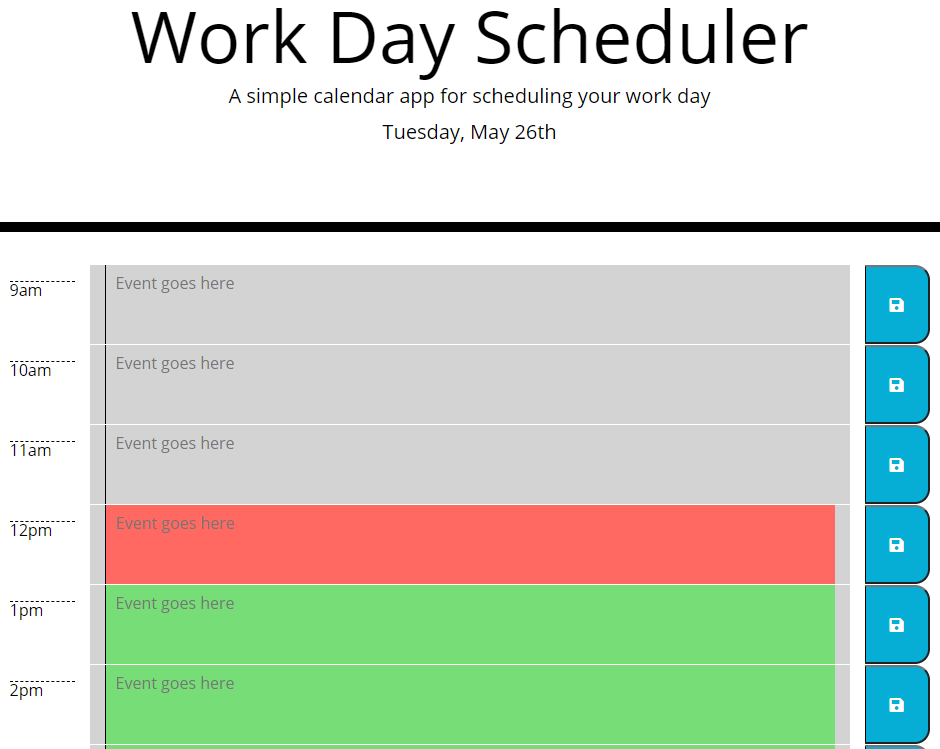 Work Day Scheduler
A simple calendar app for scheduling your work day
Tuesday, May 26th
9am
Event goes here
10am
Event goes here
11am
Event goes here
12pm
Event goes here
1pm
Event goes here
2pm
Event goes here